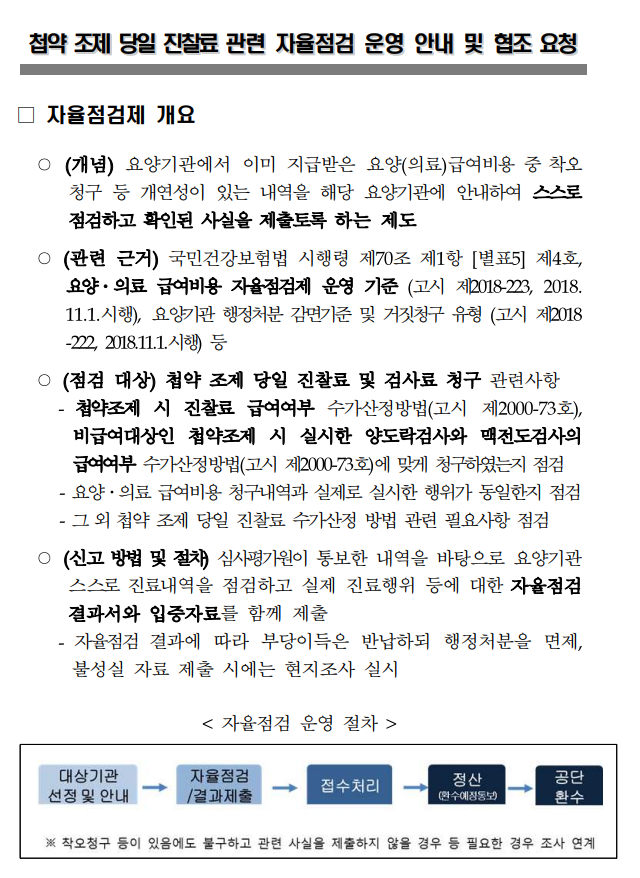 첩약 조제 당일 진찰료 관련 자율점검 운영 안내 및 협조 요청
□ 자율점검제 개요
○ (개념) 요양기관에서 이미 지급받은 요양(의료)급여비용 중 착오
청구 등 개연성이 있는 내역을 해당 요양기관에 안내하여 스스로
점검하고 확인된 사실을 제출토록 하는 제도
○ (관련 근거) 국민건강보험법 시행령 제70조 제1항 [별표5] 제4호,
요양·의료 급여비용 자율점검제 운영 기준 (고시 제2018-223, 2018.
11.1.시행), 요양기관 행정처분 감면기준 및 거짓청구 유형 (고시 제2018
-222, 2018.11.1.시행) 등
○ (점검 대상) 첩약 조제 당일 진찰료 및 검사료 청구 관련사항
- 첩약조제 시 진찰료 급여여부 수가산정방법(고시 제2000-73호),
비급여대상인 첩약조제 시 실시한 양도락검사와 맥전도검사의
급여여부 수가산정방법(고시 제2000-73호)에 맞게 청구하였는지 점검
- 요양·의료 급여비용 청구내역과 실제로 실시한 행위가 동일한지 점검
- 그 외 첩약 조제 당일 진찰료 수가산정 방법 관련 필요사항 점검
○ (신고 방법 및 절차) 심사평가원이 통보한 내역을 바탕으로 요양기관
스스로 진료내역을 점검하고 실제 진료행위 등에 대한 자율점검
결과서와 입증자료를 함께 제출
- 자율점검 결과에 따라 부당이득은 반납하되 행정처분을 면제,
불성실 자료 제출 시에는 현지조사 실시
< 자율점검 운영 절차 >
대상기관
선정 및 안내
자율점검
/결과제출
접수처리
정산
(환수예정통보)
공단
환수
※ 착오청구 등이 있음에도 불구하고 관련 사실을 제출하지 않을 경우 등 필요한 경우 조사 연계